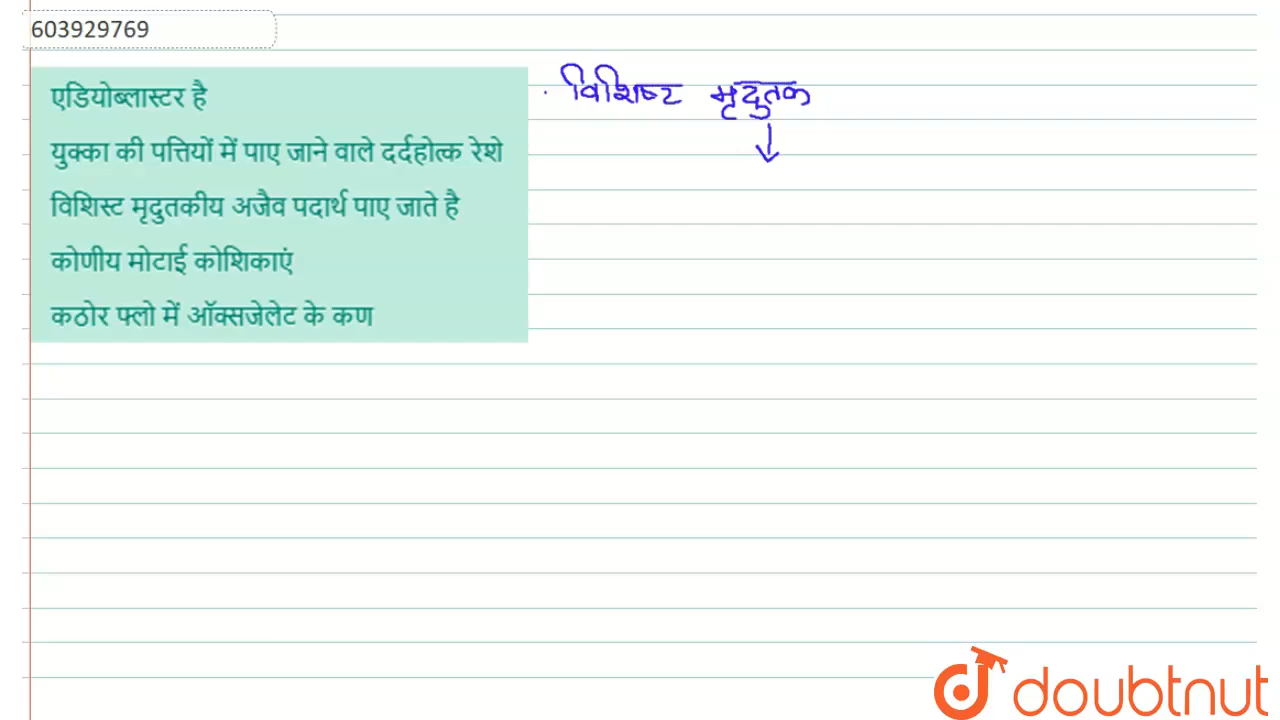 603929769
एडियोब्लास्टर है
युक्का की पत्तियों में पाए जाने वाले दर्दहोत्क रेशे
विशिस्ट मृदुतकीय अजैव पदार्थ पाए जाते है
कोणीय मोटाई कोशिकाएं
कठोर फ्लो में ऑक्सजेलेट के कण
विशिष्ट मृदुतक
doubtnut